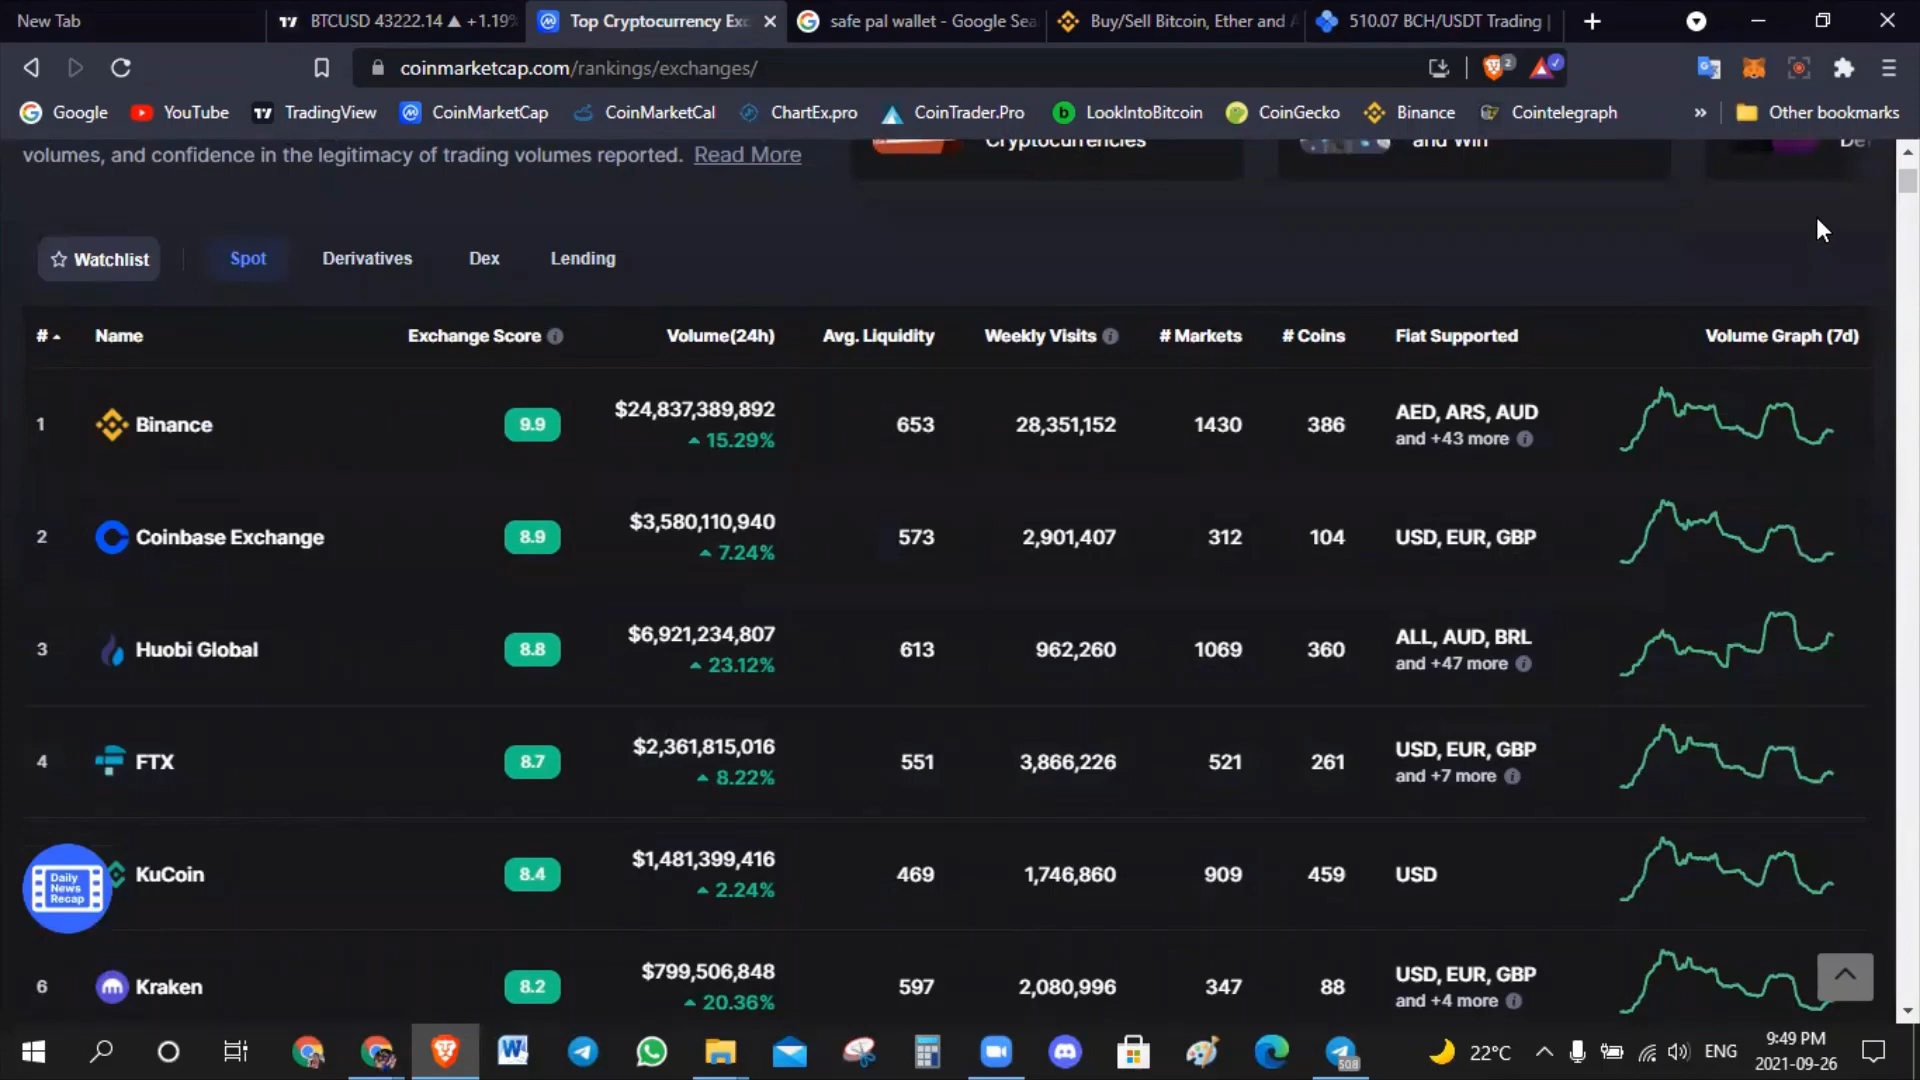 New Tab
BTCUSD 43222.14 ▲ +1.19%
Top Cryptocurrency Exc
safe pal wallet - Google Sea
Buy/Sell Bitcoin, Ether and A
510.07 BCH/USDT Trading |
coinmarketcap.com/rankings/exchanges/
2
Google
YouTube
TradingView
CoinMarketCap
CoinMarketCal
ChartEx.pro
CoinTrader.Pro
LookIntoBitcoin
CoinGecko
Binance
Cointelegraph
»
Other bookmarks
volumes, and confidence in the legitimacy of trading volumes reported. Read More
Cryptocurrencies
and Win
Watchlist
Spot
Derivatives
Dex
Lending
# Name Exchange Score Volume(24h) Avg. Liquidity Weekly Visits # Markets # Coins Fiat Supported Volume Graph (7d)
1 Binance 9.9 $24,837,389,892 653 28,351,152 1430 386 AED, ARS, AUD
15.29% and +43 more
2 Coinbase Exchange 8.9 $3,580,110,940 573 2,901,407 312 104 USD, EUR, GBP
7.24%
3 Huobi Global 8.8 $6,921,234,807 613 962,260 1069 360 ALL, AUD, BRL
23.12% and +47 more
4 FTX 8.7 $2,361,815,016 551 3,866,226 521 261 USD, EUR, GBP
8.22% and +7 more
Daily
News
Recap
KuCoin 8.4 $1,481,399,416 469 1,746,860 909 459 USD
2.24%
6 Kraken 8.2 $799,506,848 597 2,080,996 347 88 USD, EUR, GBP
20.36% and +4 more
508
22°C
ENG
9:49 PM
2021-09-26